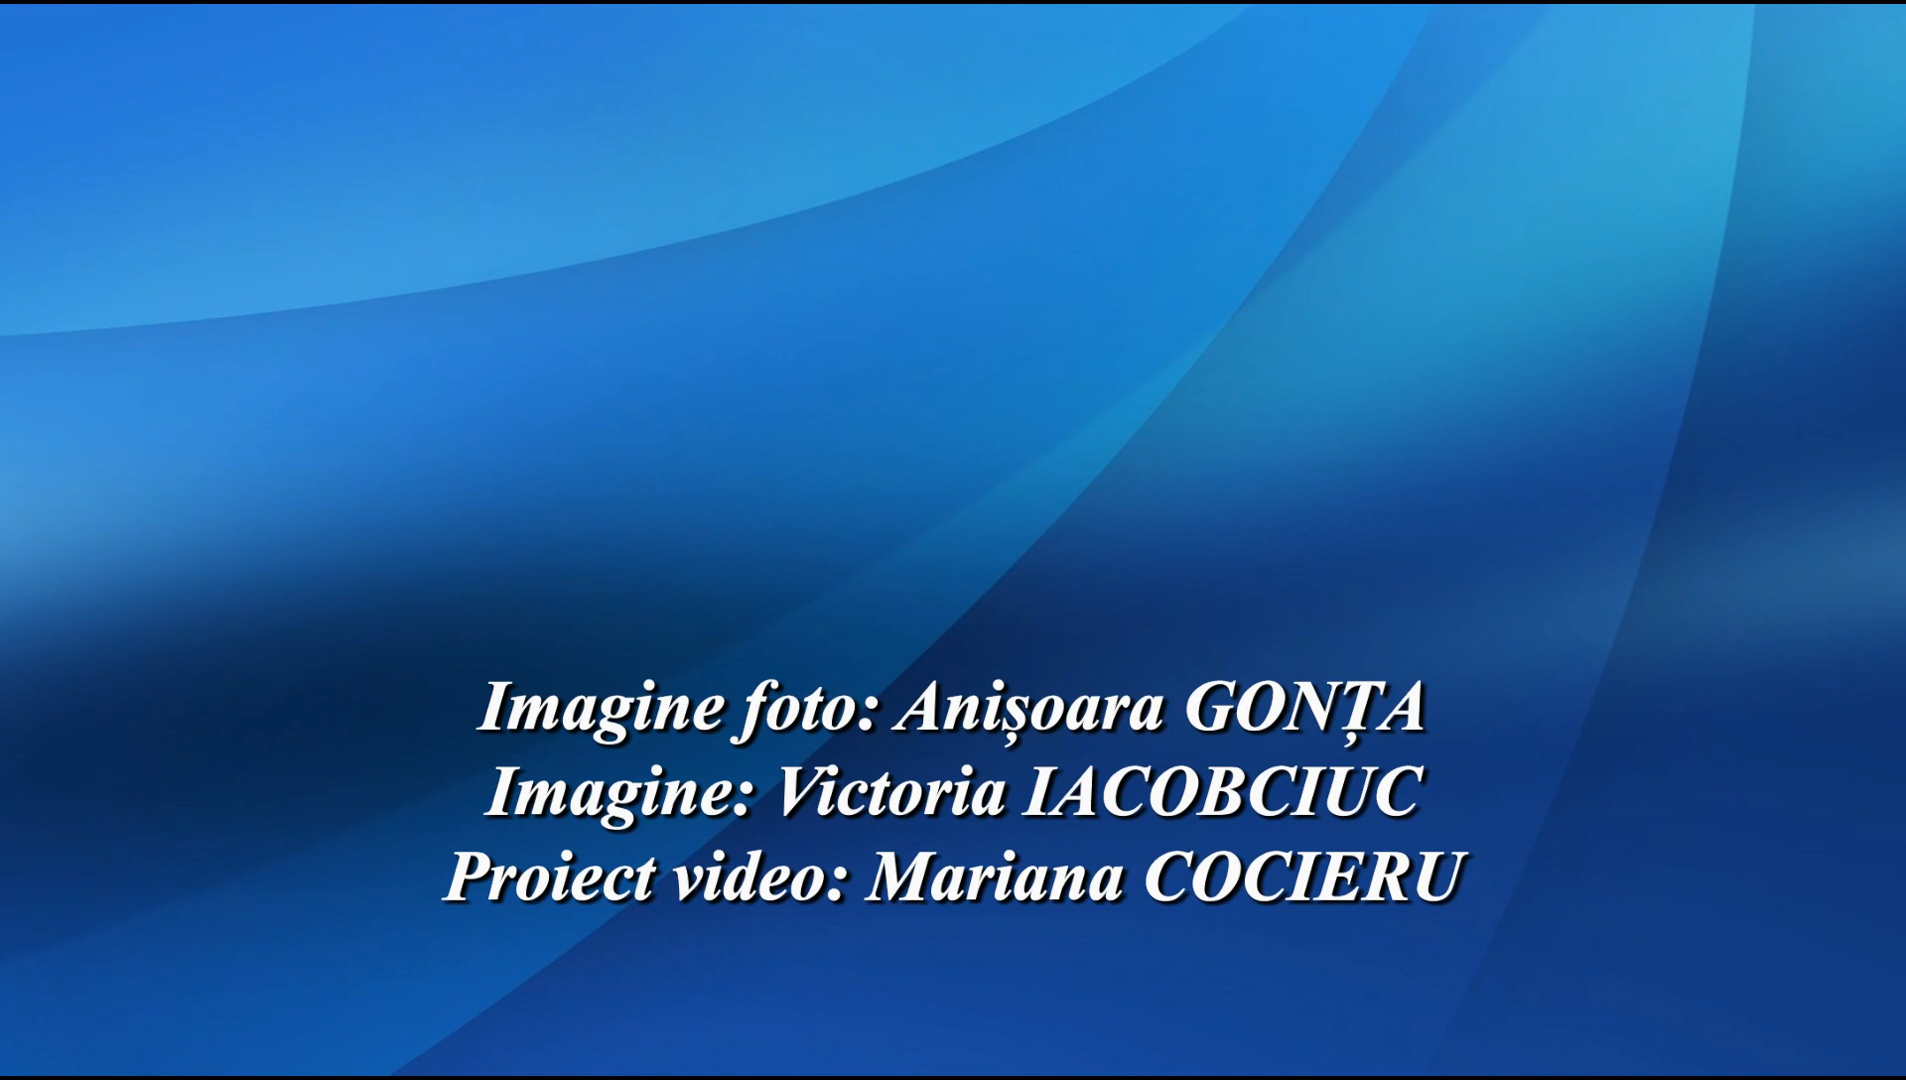 Imagine foto: Anișoara GONȚA
Imagine: Victoria IACOBCIUC
Proiect video: Mariana COCIERU